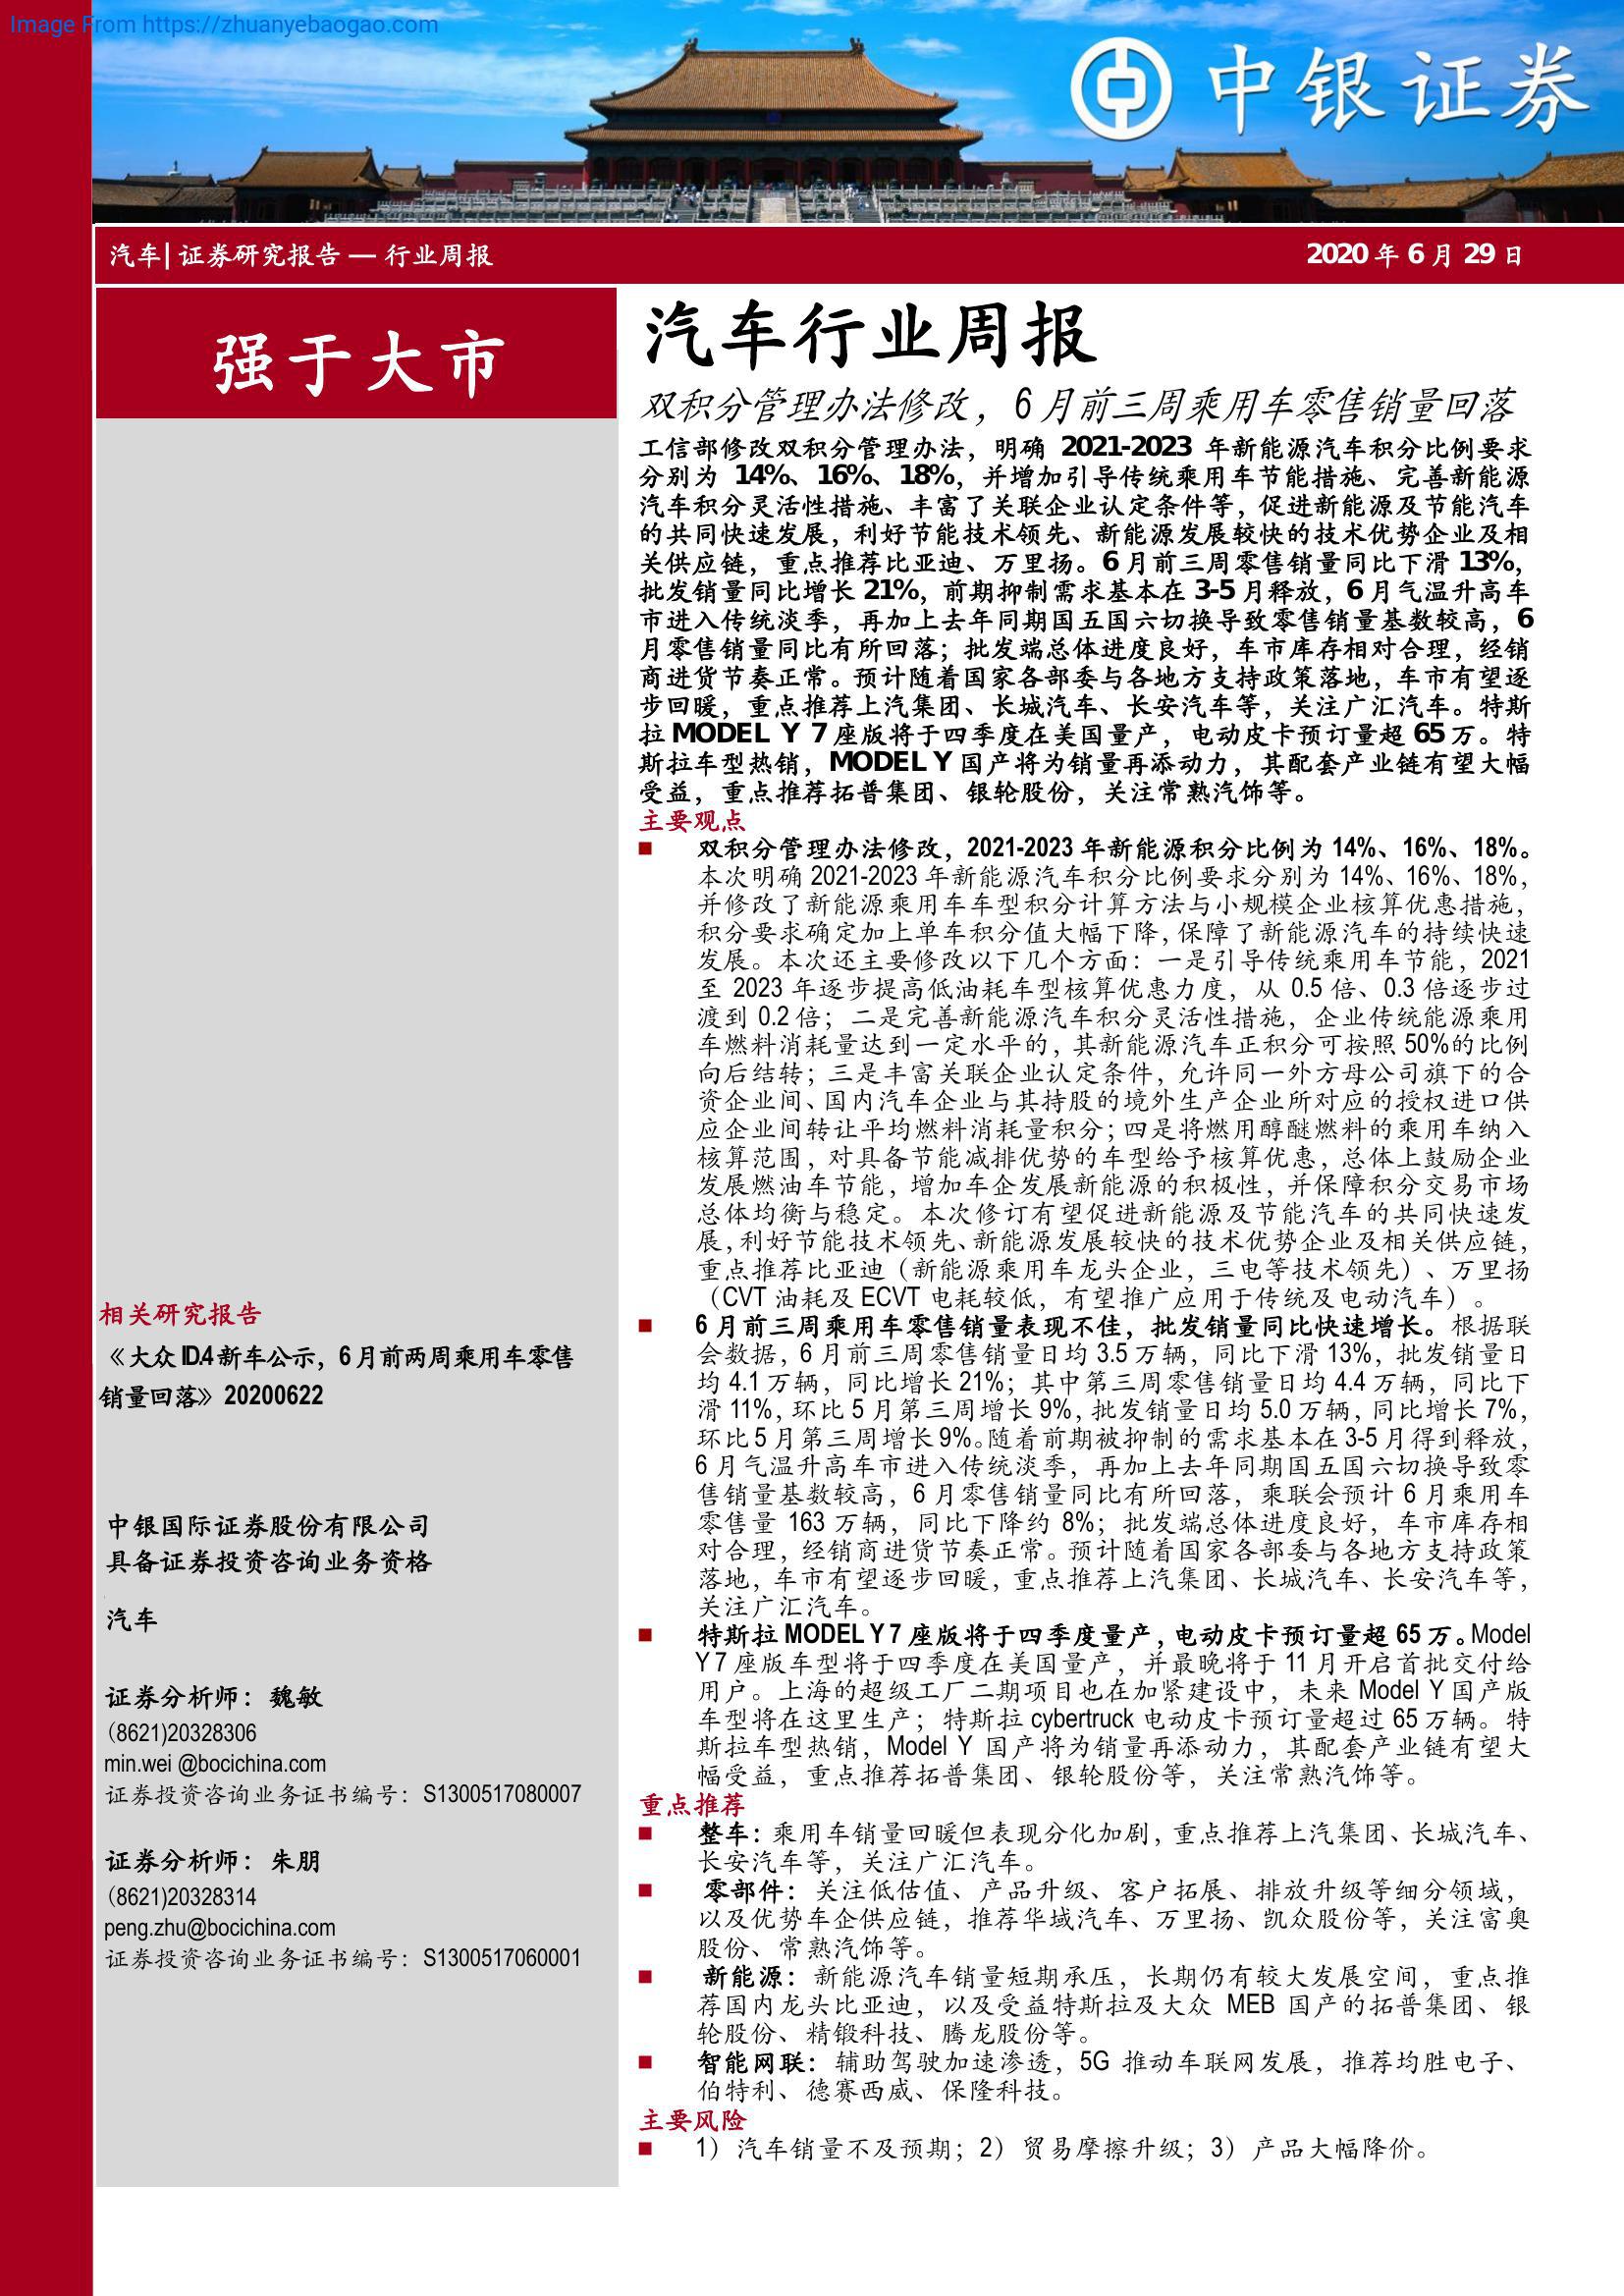 Image From https://zhuanyebaogao.com
中银证券
汽车| 证券研究报告 — 行业周报
2020 年 6 月 29 日
强于大市
汽车行业周报
双积分管理办法修改，6 月前三周乘用车零售销量回落
工信部修改双积分管理办法，明确 2021-2023 年新能源汽车积分比例要求
分别为 14%、16%、18%，并增加引导传统乘用车节能措施、完善新能源
汽车积分灵活性措施、丰富了关联企业认定条件等，促进新能源及节能汽车
的共同快速发展，利好节能技术领先、新能源发展较快的技术优势企业及相
关供应链，重点推荐比亚迪、万里扬。6 月前三周零售销量同比下滑 13%，
批发销量同比增长 21%，前期抑制需求基本在 3-5 月释放，6 月气温升高车
市进入传统淡季，再加上去年同期国五国六切换导致零售销量基数较高，6
月零售销量同比有所回落；批发端总体进度良好，车市库存相对合理，经销
商进货节奏正常。预计随着国家各部委与各地方支持政策落地，车市有望逐
步回暖，重点推荐上汽集团、长城汽车、长安汽车等，关注广汇汽车。特斯
拉 MODEL Y 7 座版将于四季度在美国量产，电动皮卡预订量超 65 万。特
斯拉车型热销，MODEL Y 国产将为销量再添动力，其配套产业链有望大幅
受益，重点推荐拓普集团、银轮股份，关注常熟汽饰等。
主要观点
■ 双积分管理办法修改，2021-2023 年新能源积分比例为 14%、16%、18%。
本次明确 2021-2023 年新能源汽车积分比例要求分别为 14%、16%、18%，
并修改了新能源乘用车车型积分计算方法与小规模企业核算优惠措施，
积分要求确定加上单车积分值大幅下降，保障了新能源汽车的持续快速
发展。本次还主要修改以下几个方面：一是引导传统乘用车节能，2021
至 2023 年逐步提高低油耗车型核算优惠力度，从 0.5 倍、0.3 倍逐步过
渡到 0.2 倍；二是完善新能源汽车积分灵活性措施，企业传统能源乘用
车燃料消耗量达到一定水平的，其新能源汽车正积分可按照 50%的比例
向后结转；三是丰富关联企业认定条件，允许同一外方母公司旗下的合
资企业间、国内汽车企业与其持股的境外生产企业所对应的授权进口供
应企业间转让平均燃料消耗量积分；四是将燃用醇醚燃料的乘用车纳入
核算范围，对具备节能减排优势的车型给予核算优惠，总体上鼓励企业
发展燃油车节能，增加车企发展新能源的积极性，并保障积分交易市场
总体均衡与稳定。本次修订有望促进新能源及节能汽车的共同快速发
展，利好节能技术领先、新能源发展较快的技术优势企业及相关供应链，
重点推荐比亚迪（新能源乘用车龙头企业，三电等技术领先）、万里扬
（CVT 油耗及 ECVT 电耗较低，有望推广应用于传统及电动汽车）。
■ 6 月前三周乘用车零售销量表现不佳，批发销量同比快速增长。根据联
会数据，6 月前三周零售销量日均 3.5 万辆，同比下滑 13%，批发销量日
均 4.1 万辆，同比增长 21%；其中第三周零售销量日均 4.4 万辆，同比下
滑 11%，环比 5 月第三周增长 9%，批发销量日均 5.0 万辆，同比增长 7%，
环比 5 月第三周增长 9%。随着前期被抑制的需求基本在 3-5 月得到释放，
6 月气温升高车市进入传统淡季，再加上去年同期国五国六切换导致零
售销量基数较高，6 月零售销量同比有所回落，乘联会预计 6 月乘用车
零售量 163 万辆，同比下降约 8%；批发端总体进度良好，车市库存相
对合理，经销商进货节奏正常。预计随着国家各部委与各地方支持政策
落地，车市有望逐步回暖，重点推荐上汽集团、长城汽车、长安汽车等，
关注广汇汽车。
■ 特斯拉 MODEL Y 7 座版将于四季度量产，电动皮卡预订量超 65 万。Model
Y 7 座版车型将于四季度在美国量产，并最晚将于 11 月开启首批交付给
用户。上海的超级工厂二期项目也在加紧建设中，未来 Model Y 国产版
车型将在这里生产；特斯拉 cybertruck 电动皮卡预订量超过 65 万辆。特
斯拉车型热销，Model Y 国产将为销量再添动力，其配套产业链有望大
幅受益，重点推荐拓普集团、银轮股份等，关注常熟汽饰等。
重点推荐
■ 整车：乘用车销量回暖但表现分化加剧，重点推荐上汽集团、长城汽车、
长安汽车等，关注广汇汽车。
■ 零部件：关注低估值、产品升级、客户拓展、排放升级等细分领域，
以及优势车企供应链，推荐华域汽车、万里扬、凯众股份等，关注富奥
股份、常熟汽饰等。
■ 新能源：新能源汽车销量短期承压，长期仍有较大发展空间，重点推
荐国内龙头比亚迪，以及受益特斯拉及大众 MEB 国产的拓普集团、银
轮股份、精锻科技、腾龙股份等。
■ 智能网联：辅助驾驶加速渗透，5G 推动车联网发展，推荐均胜电子、
伯特利、德赛西威、保隆科技。
主要风险
■ 1）汽车销量不及预期；2）贸易摩擦升级；3）产品大幅降价。
相关研究报告
《大众 ID.4 新车公示，6 月前两周乘用车零售
销量回落》20200622
中银国际证券股份有限公司
具备证券投资咨询业务资格
汽车
证券分析师：魏敏
(8621)20328306
min.wei @bocichina.com
证券投资咨询业务证书编号：S1300517080007
证券分析师：朱朋
(8621)20328314
peng.zhu@bocichina.com
证券投资咨询业务证书编号：S1300517060001